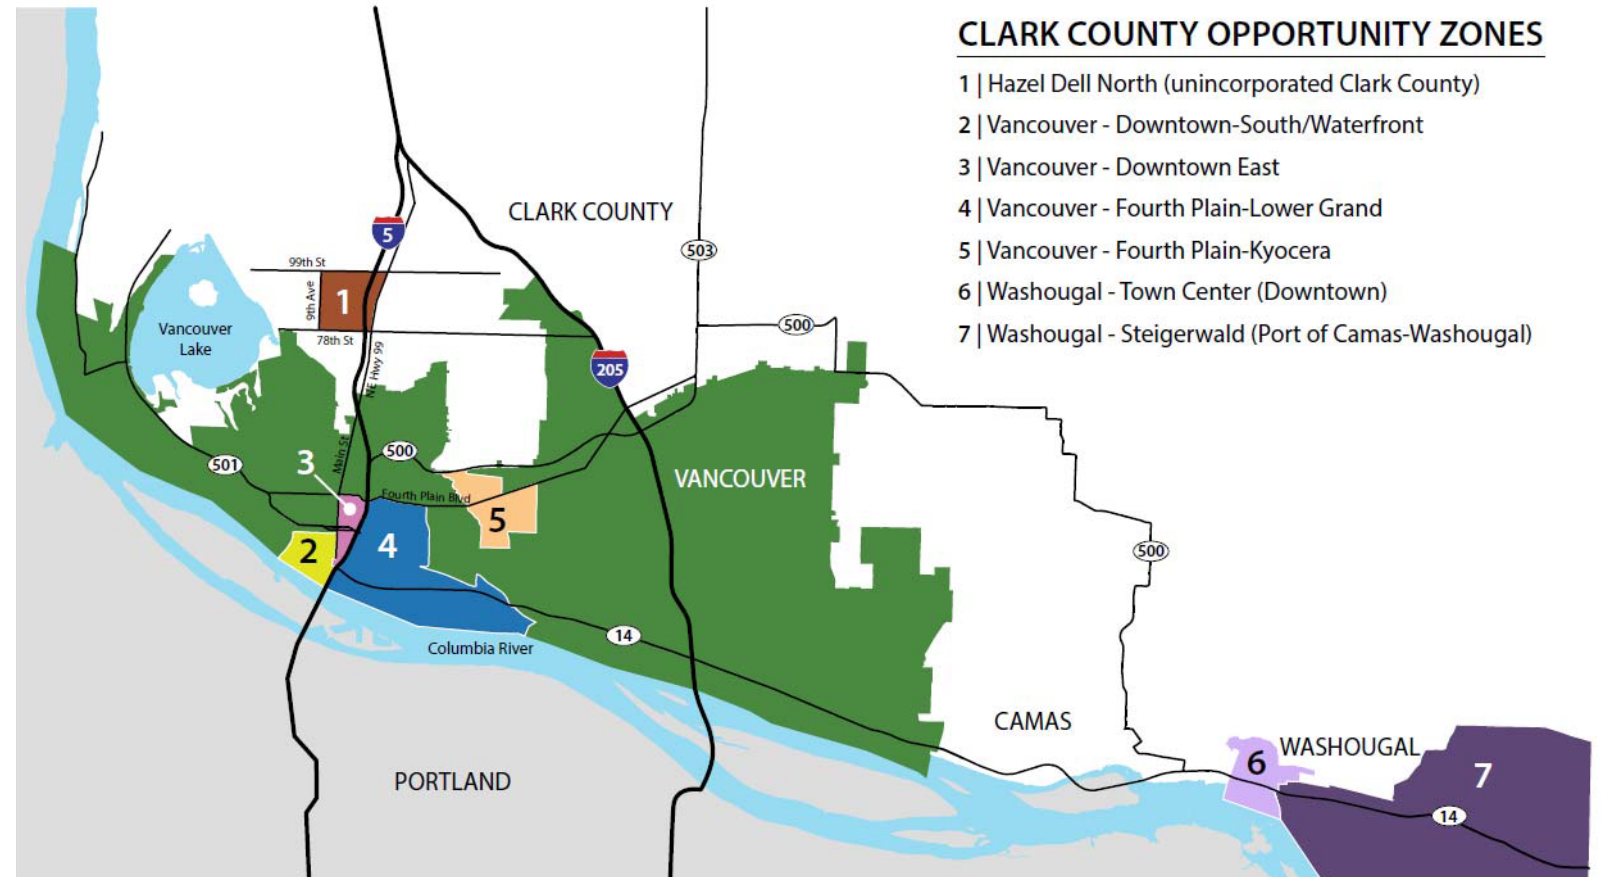 CLARK COUNTY OPPORTUNITY ZONES
1 | Hazel Dell North (unincorporated Clark County)
2 | Vancouver - Downtown-South/Waterfront
3 | Vancouver - Downtown East
4 | Vancouver - Fourth Plain-Lower Grand
5 | Vancouver - Fourth Plain-Kyocera
6 | Washougal - Town Center (Downtown)
7 | Washougal - Steigerwald (Port of Camas-Washougal)
CLARK COUNTY
5
503
99th St
9th Ave
1
78th St
NE Hwy 99
Vancouver
Lake
500
205
Main St
500
3
501
VANCOUVER
Fourth Plain Blvd
5
2
4
500
14
Columbia River
CAMAS
WASHOUGAL
6
7
PORTLAND
14